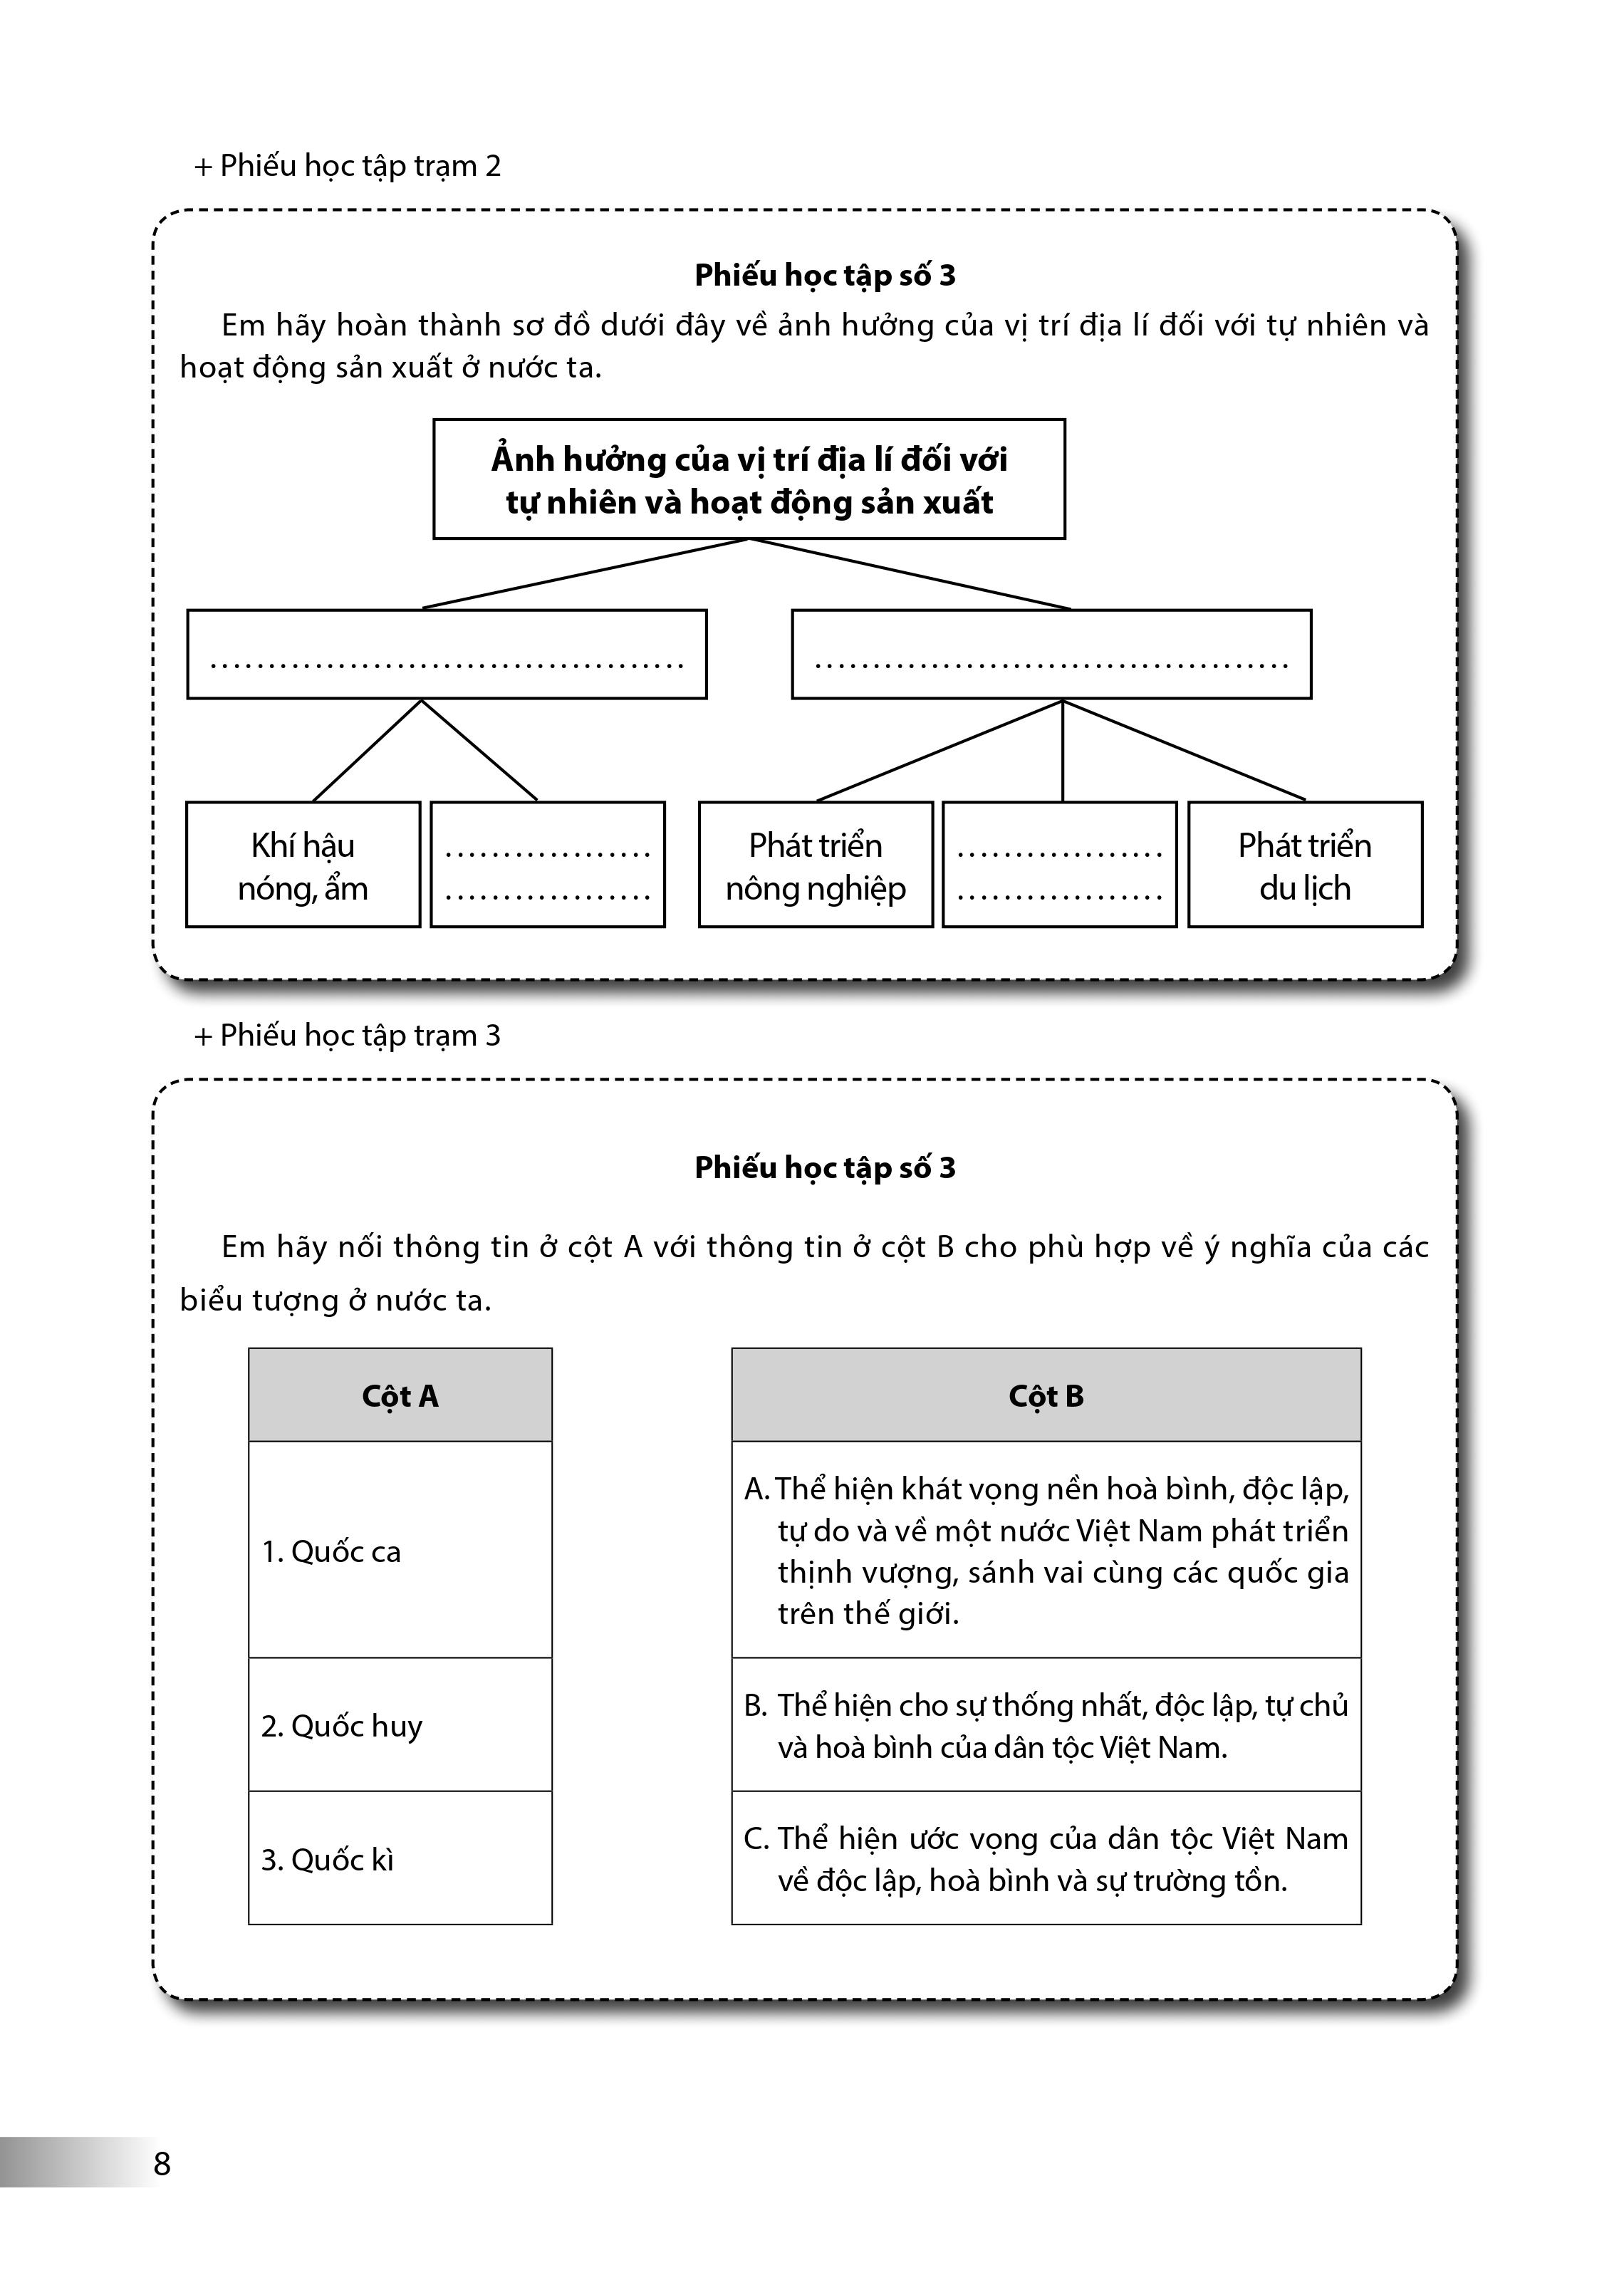 + Phiếu học tập trạm 2
Phiếu học tập số 3
Em hãy hoàn thành sơ đồ dưới đây về ảnh hưởng của vị trí địa lí đối với tự nhiên và
hoạt động sản xuất ở nước ta.
Ảnh hưởng của vị trí địa lí đối với
tự nhiên và hoạt động sản xuất
........................................
........................................
Khí hậu
nóng, ẩm
..................
..................
Phát triển
nông nghiệp
..................
..................
Phát triển
du lịch
+ Phiếu học tập trạm 3
Phiếu học tập số 3
Em hãy nối thông tin ở cột A với thông tin ở cột B cho phù hợp về ý nghĩa của các
biểu tượng ở nước ta.
Cột A
Cột B
1. Quốc ca
A. Thể hiện khát vọng nền hoà bình, độc lập,
tự do và về một nước Việt Nam phát triển
thịnh vượng, sánh vai cùng các quốc gia
trên thế giới.
2. Quốc huy
B. Thể hiện cho sự thống nhất, độc lập, tự chủ
và hoà bình của dân tộc Việt Nam.
3. Quốc kì
C. Thể hiện ước vọng của dân tộc Việt Nam
về độc lập, hoà bình và sự trường tồn.
8